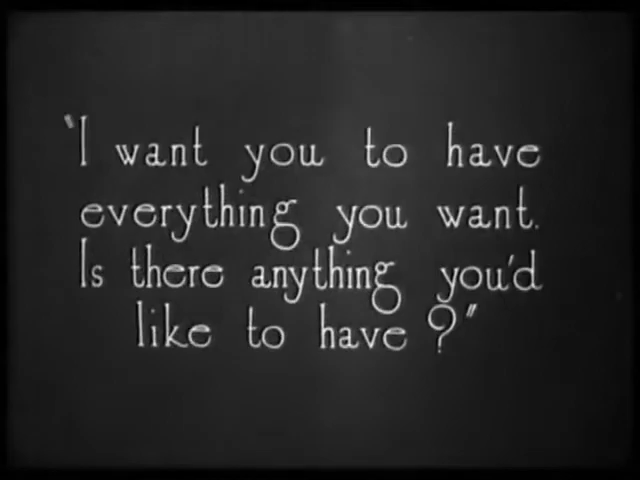 "I want you to have
everything you want.
Is there anything you'd
like to have?"